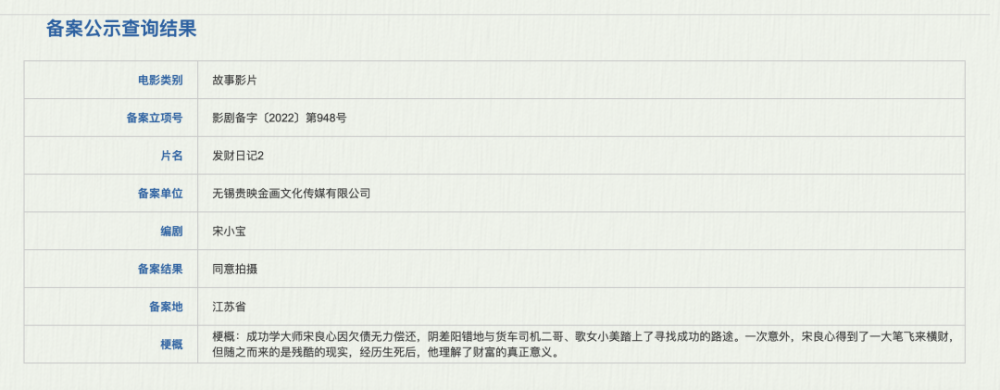 备案公示查询结果
电影类别 故事影片
备案立项号 影剧备字〔2022〕第948号
片名 发财日记2
备案单位 无锡贵映金画文化传媒有限公司
编剧 宋小宝
备案结果 同意拍摄
备案地 江苏省
梗概 梗概：成功学大师宋良心因欠债无力偿还，阴差阳错地与货车司机二哥、歌女小美踏上了寻找成功的路途。一次意外，宋良心得到了一大笔飞来横财，
但随之而来的是残酷的现实，经历生死后，他理解了财富的真正意义。